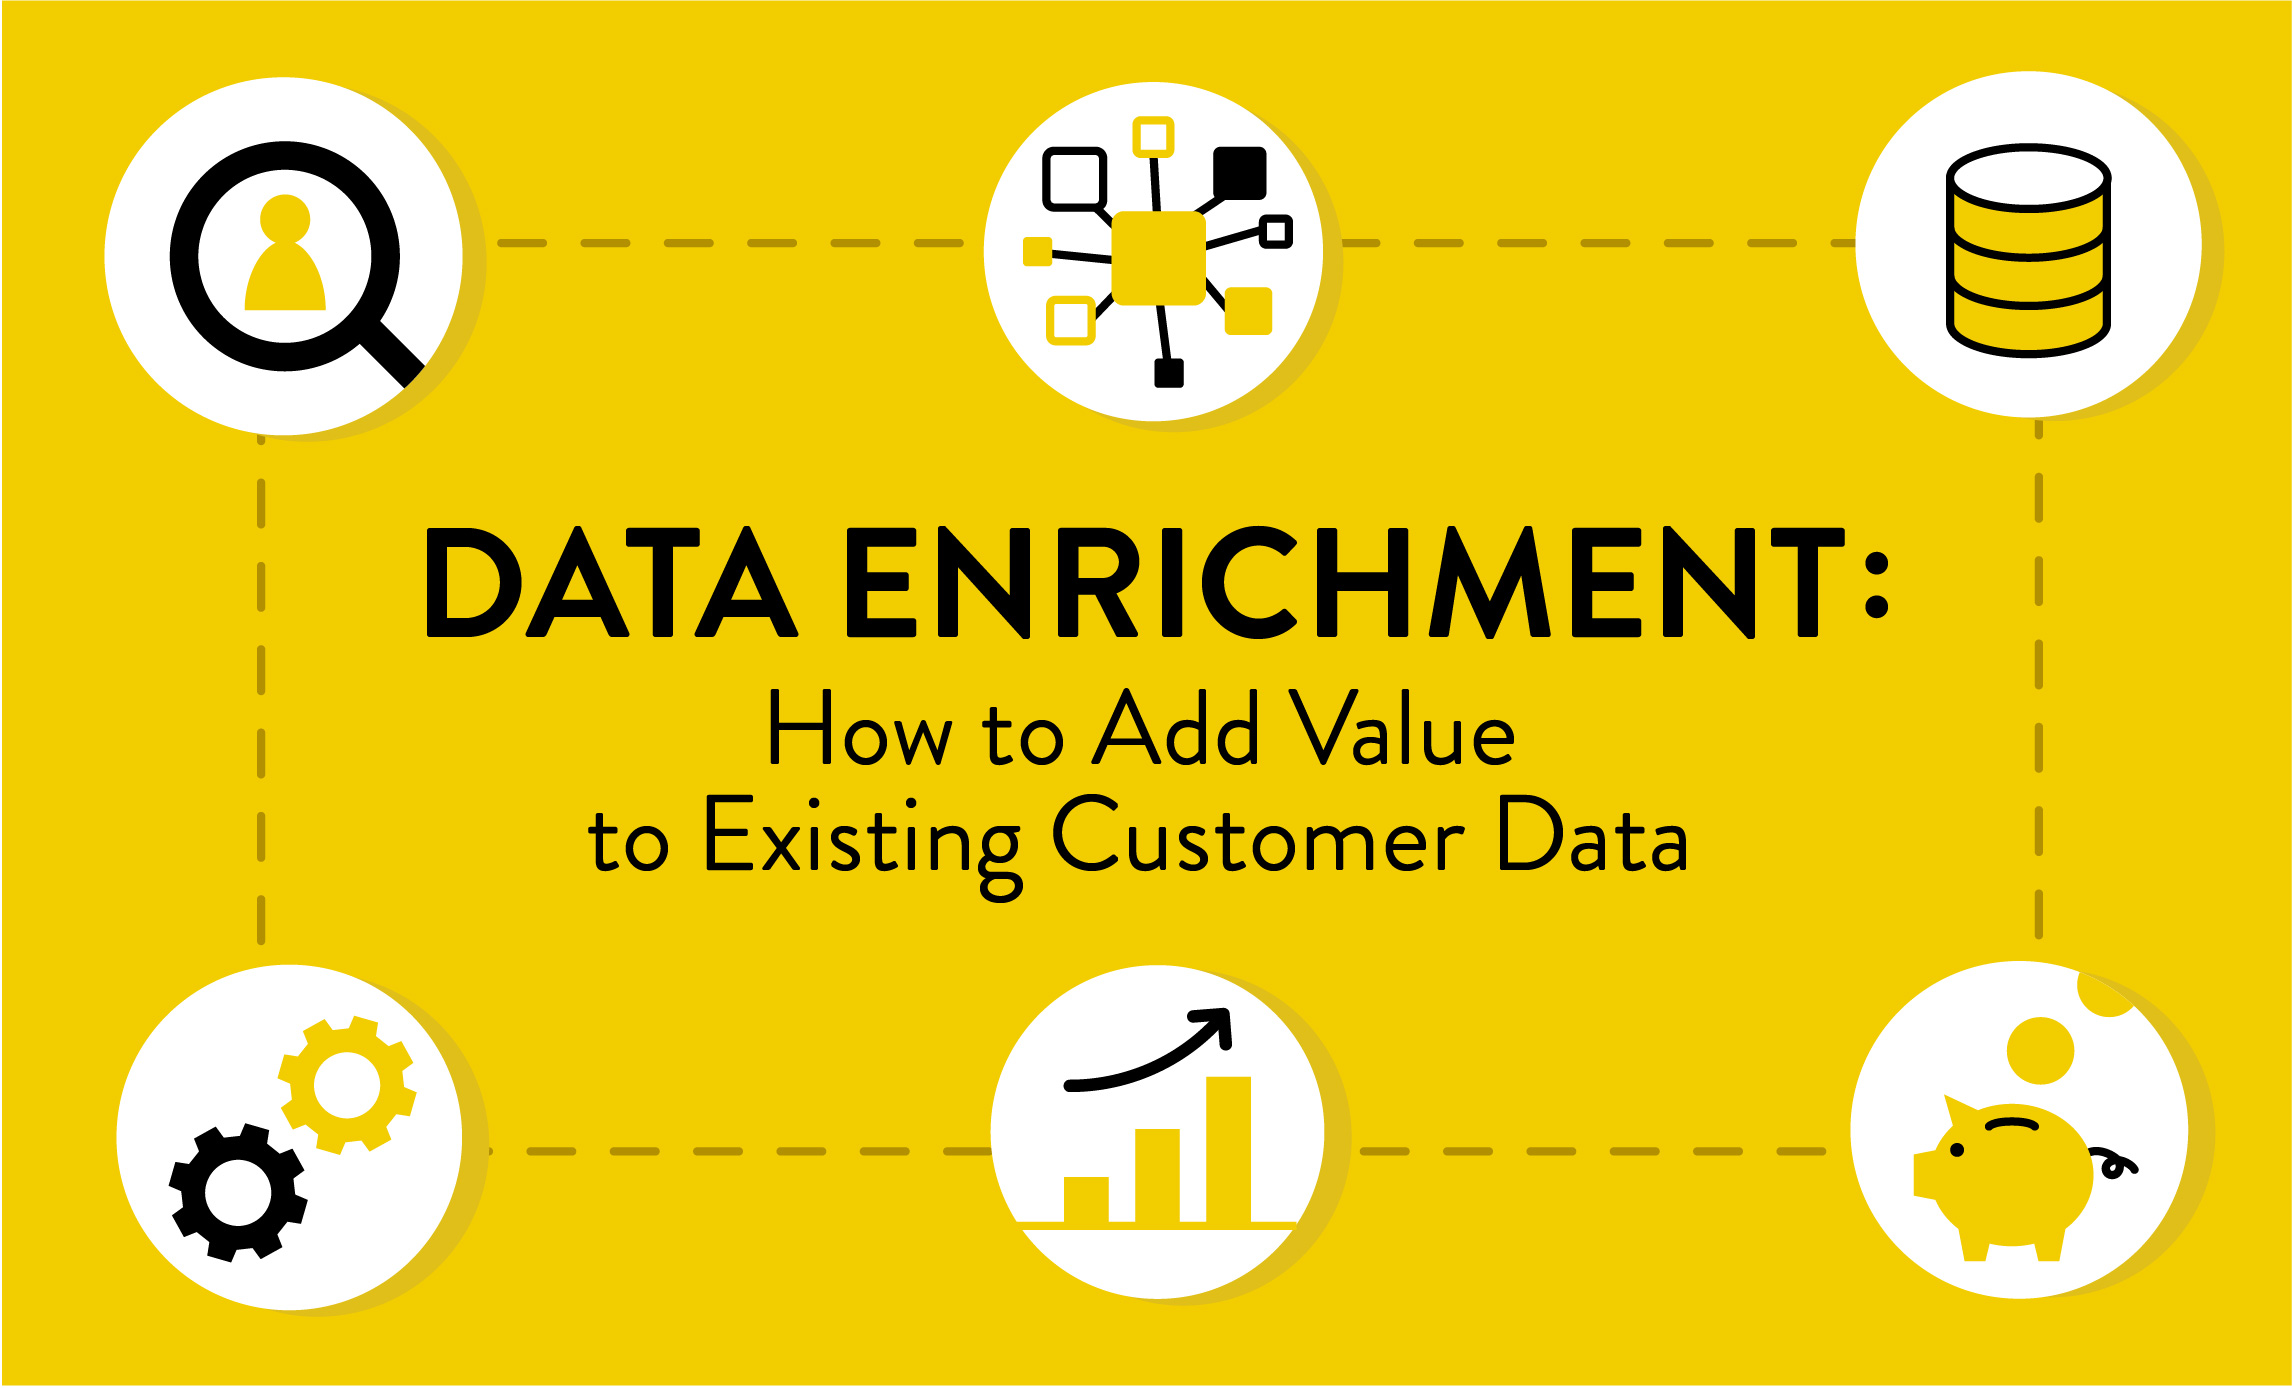 DATA ENRICHMENT:
How to Add Value
to Existing Customer Data